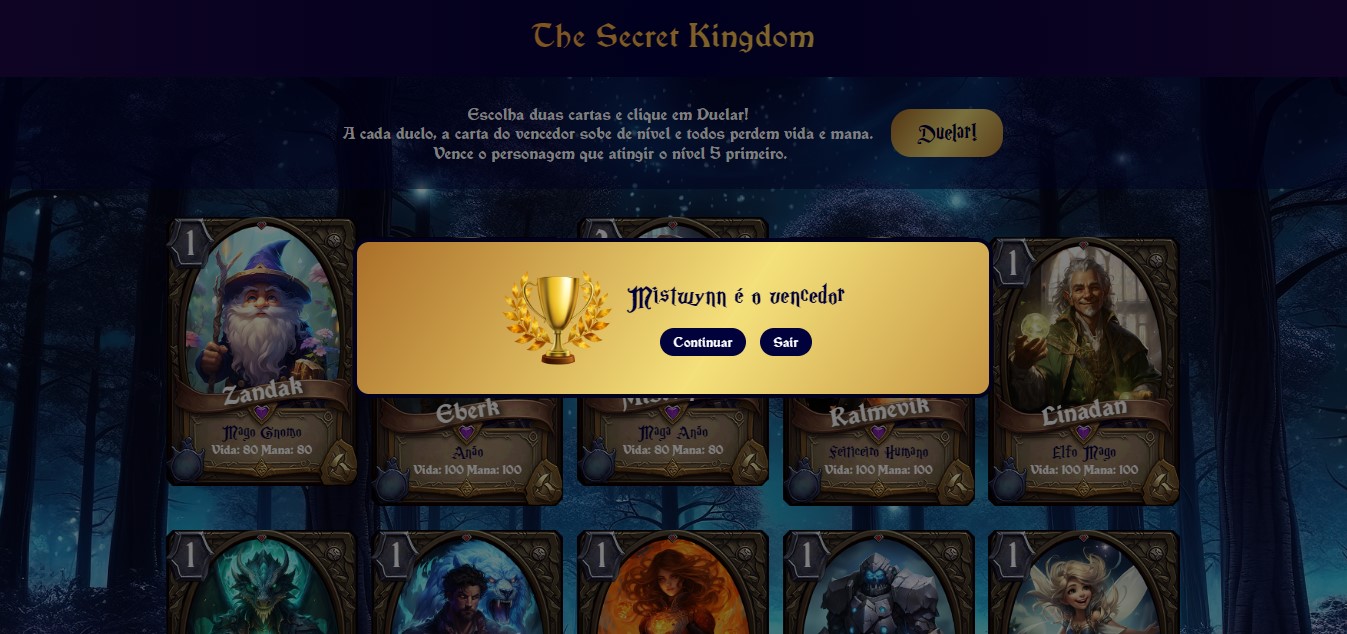 The Secret Kingdom
Escolha duas cartas e clique em Duelar!
A cada duelo, a carta do vencedor sobe de nível e todos perdem vida e mana.
Vence o personagem que atingir o nível 5 primeiro.
Duelar!
1
1
Mistwynn é o vencedor
Continuar
Sair
Zandak
Mago Gnomo
Vida: 80 Mana: 80
Eberk
Anão
Vida: 100 Mana: 100
Maga Anão
Vida: 80 Mana: 80
Ralmevik
Feiticeiro Humano
Vida: 100 Mana: 100
Linadan
Elfo Mago
Vida: 100 Mana: 100
1
1
1
1
1